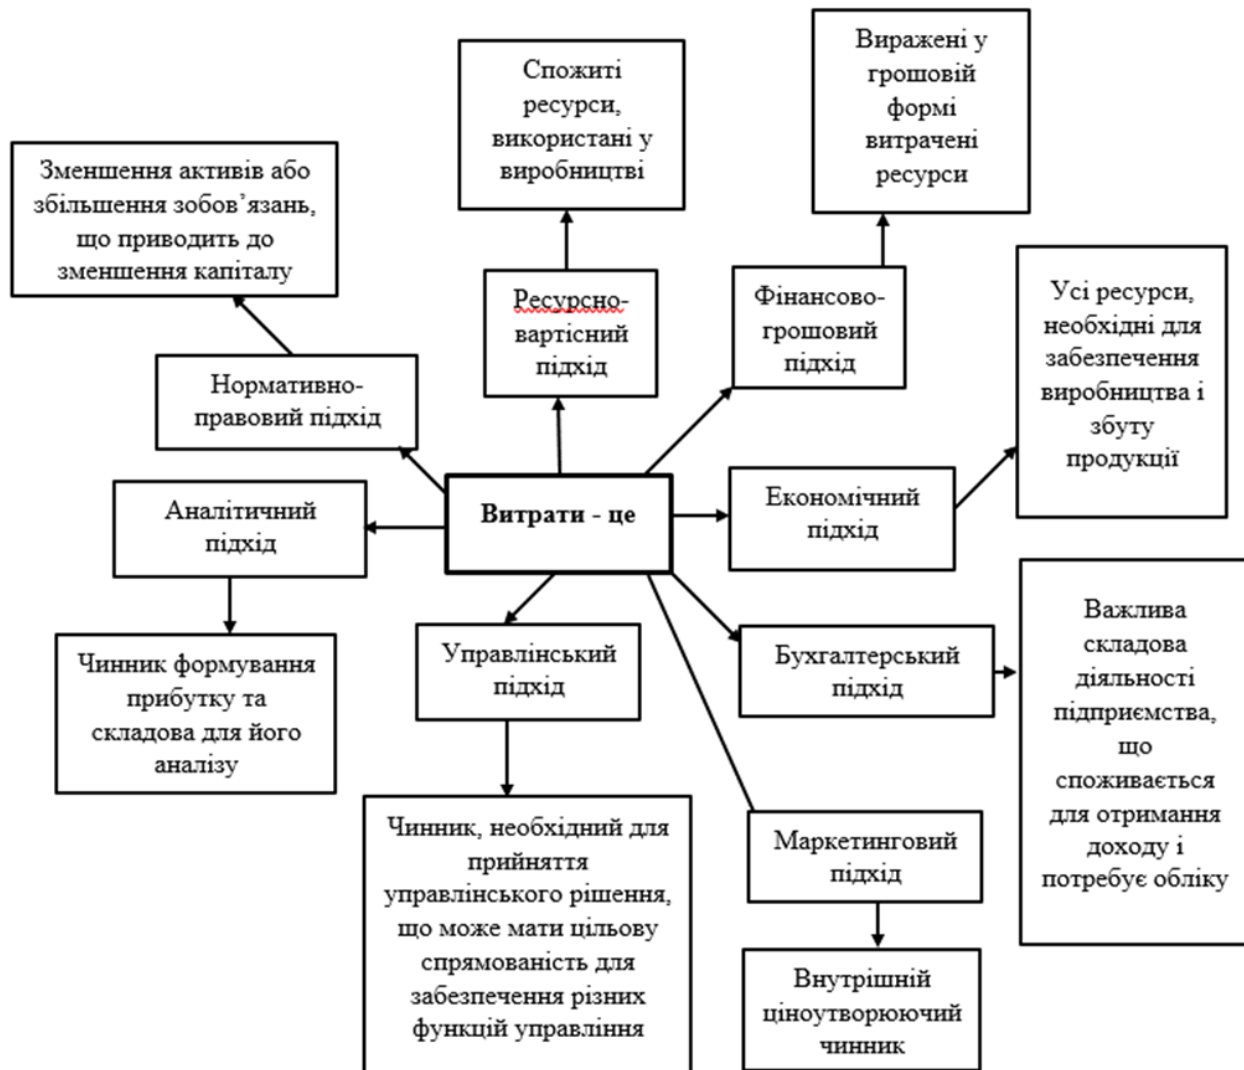 Виражені у
грошовій
формі
витрачені
ресурси
Спожиті
ресурси,
використані у
виробництві
Зменшення активів або
збільшення зобов’язань,
що приводить до
зменшення капіталу
Ресурсно-
вартісний
підхід
Фінансово-
грошовий
підхід
Усі ресурси,
необхідні для
забезпечення
виробництва і
збуту
продукції
Нормативно-
правовий підхід
Аналітичний
підхід
Витрати - це
Економічний
підхід
Чинник формування
прибутку та
складова для його
аналізу
Управлінський
підхід
Бухгалтерський
підхід
Важлива
складова
діяльності
підприємства,
що
споживається
для отримання
доходу і
потребує обліку
Чинник, необхідний для
прийняття
управлінського рішення,
що може мати цільову
спрямованість для
забезпечення різних
функцій управління
Маркетинговий
підхід
Внутрішній
ціноутворюючий
чинник